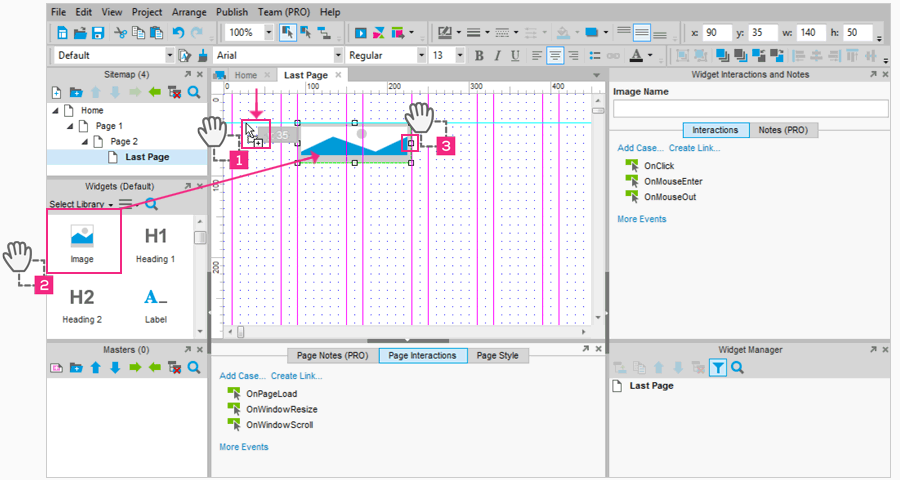 File Edit View Project Arrange Publish Team (PRO) Help
100% x: 90 y: 35 w: 140 h: 50
Default Arial Regular 13 B I U A
Sitemap (4)
Home
Page 1
Page 2
Last Page
Widgets (Default)
Select Library
Image
H1
Heading 1
H2
Heading 2
A_
Label
2
Masters (0)
Home Last Page
0 100 200 300 400
0
100
200
35
1
3
Page Notes (PRO) Page Interactions Page Style
Add Case... Create Link...
OnPageLoad
OnWindowResize
OnWindowScroll
More Events
Widget Interactions and Notes
Image Name
Interactions Notes (PRO)
Add Case... Create Link...
OnClick
OnMouseEnter
OnMouseOut
More Events
Widget Manager
Last Page